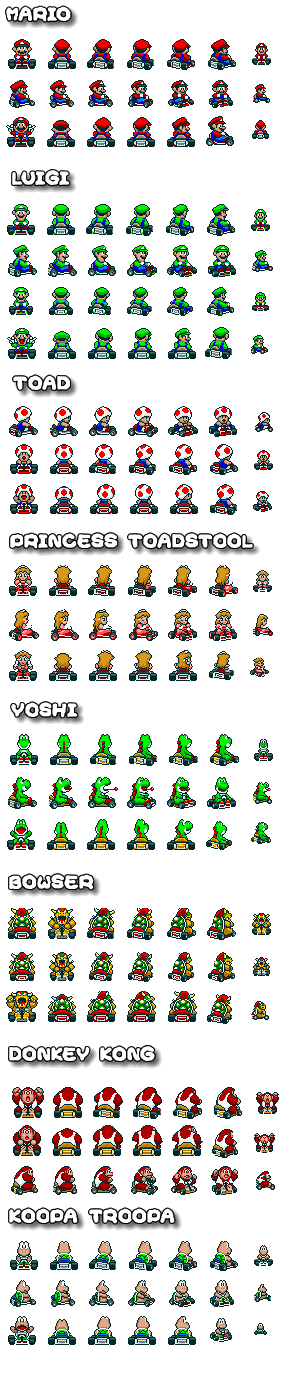 MARIO
LUIGI
TOAD
PRINCESS TOADSTOOL
YOSHI
BOWSER
DONKEY KONG
KOOPA TROOPA